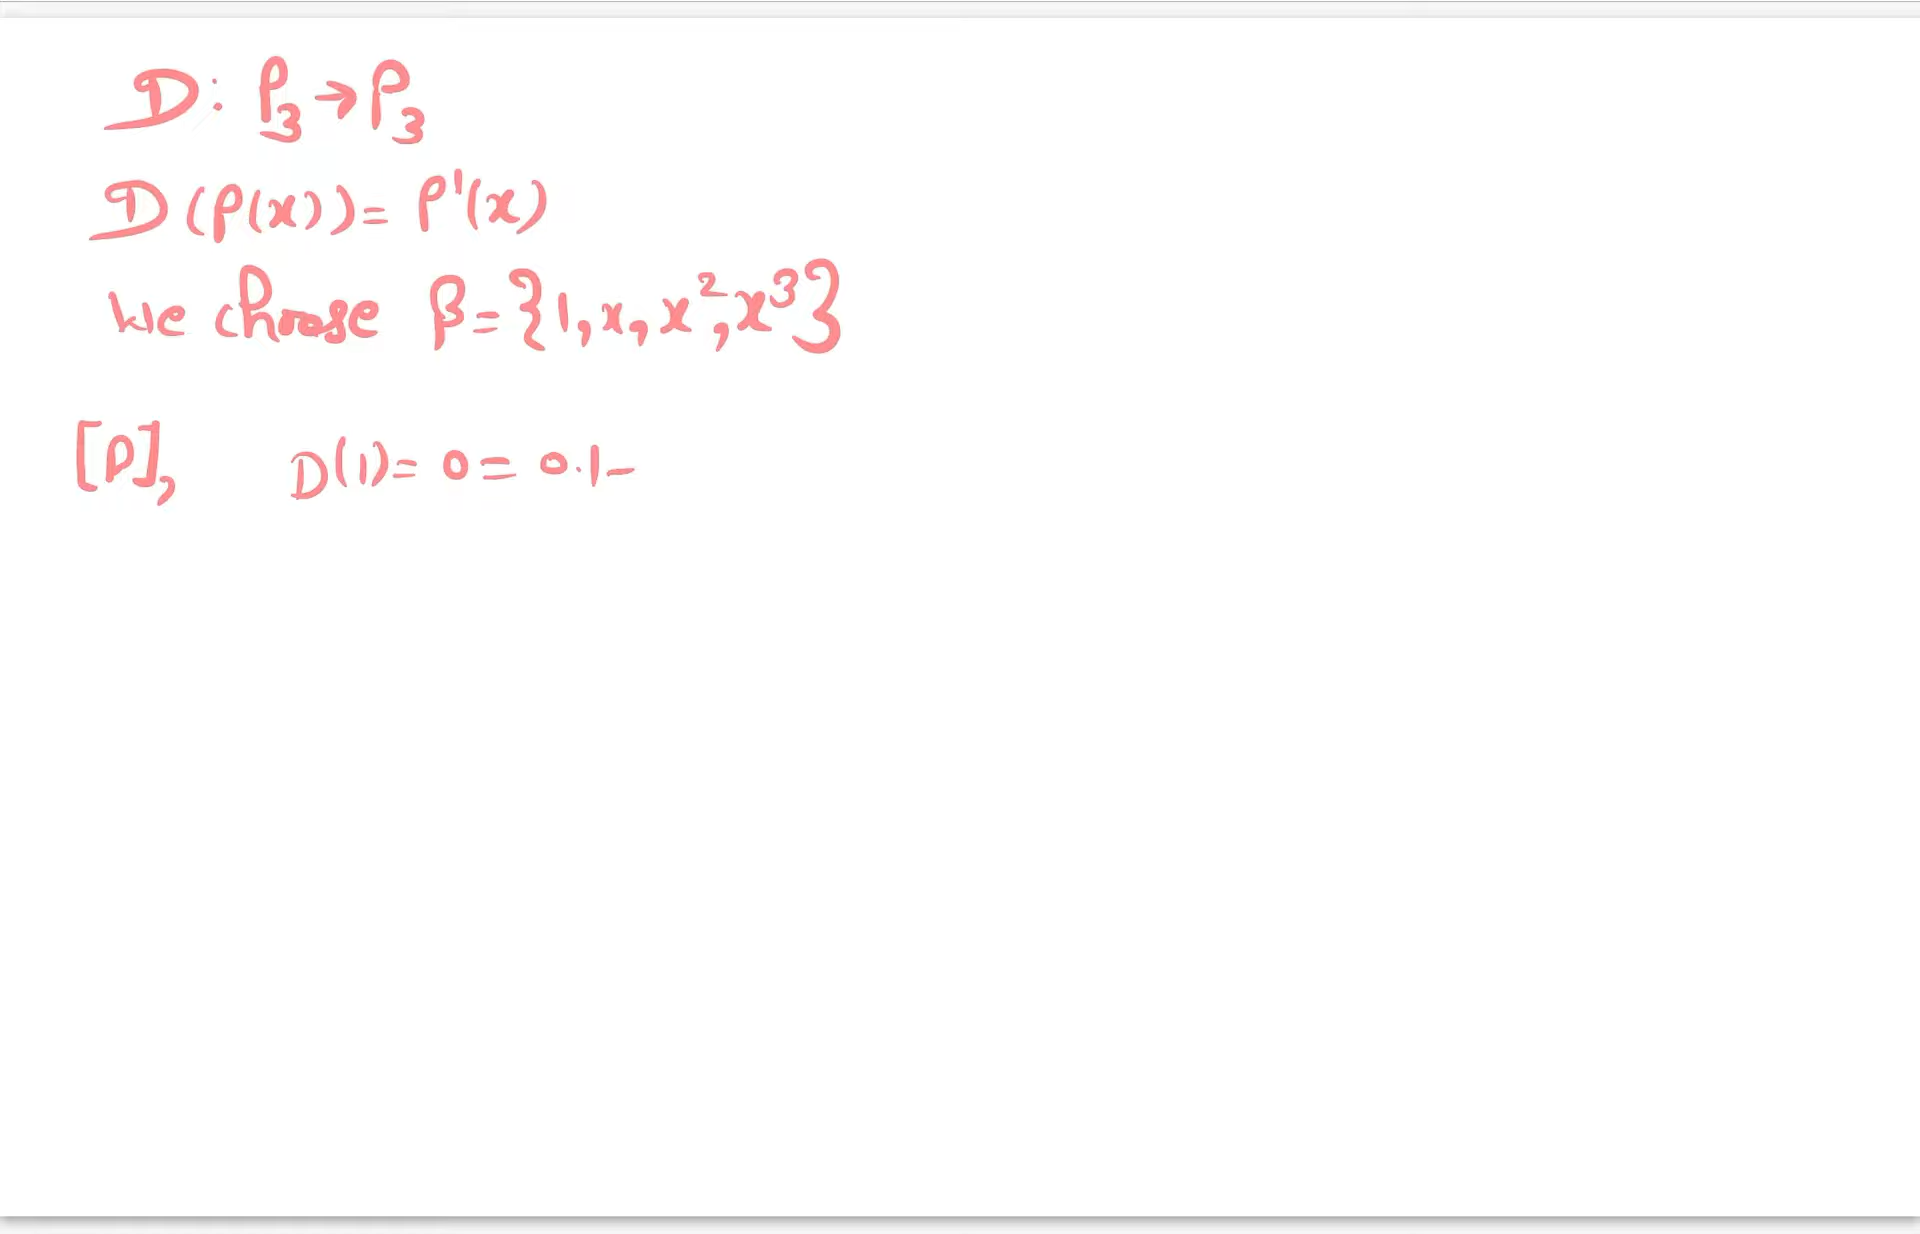 D: P₃→P₃
D(p(x))= p'(x)
We choose β={1,x,x²,x³}
[D], D(1)= 0 = 0.1-